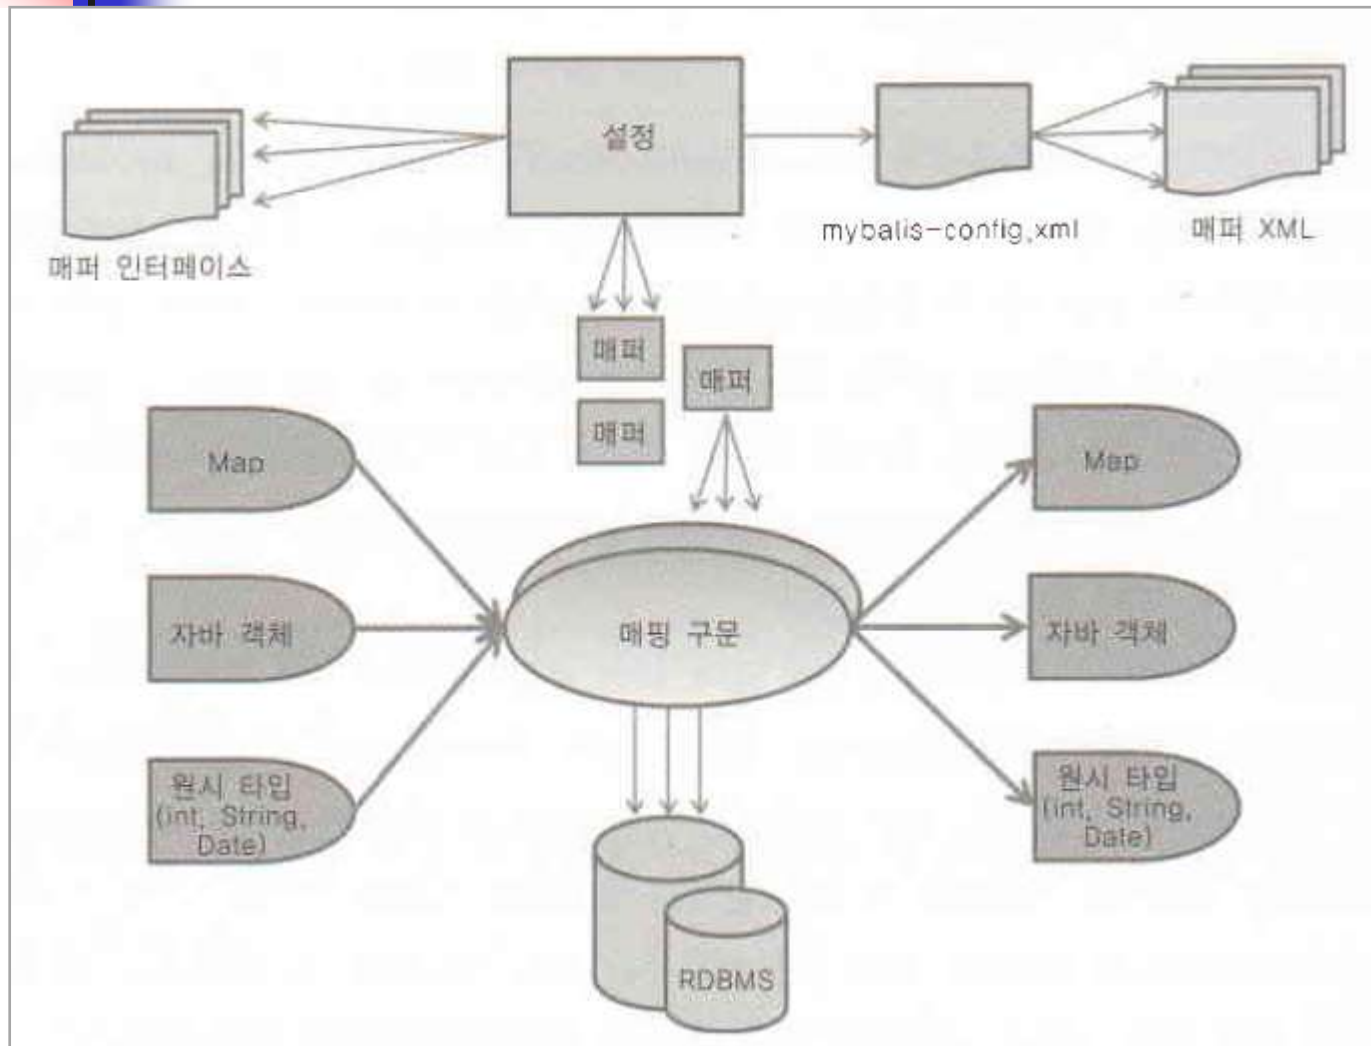 설정
mybatis-config.xml
매퍼 XML
매퍼 인터페이스
매퍼
매퍼
매퍼
Map
Map
자바 객체
매핑 구문
자바 객체
원시 타입
(int, String,
Date)
원시 타입
(int, String,
Date)
RDBMS